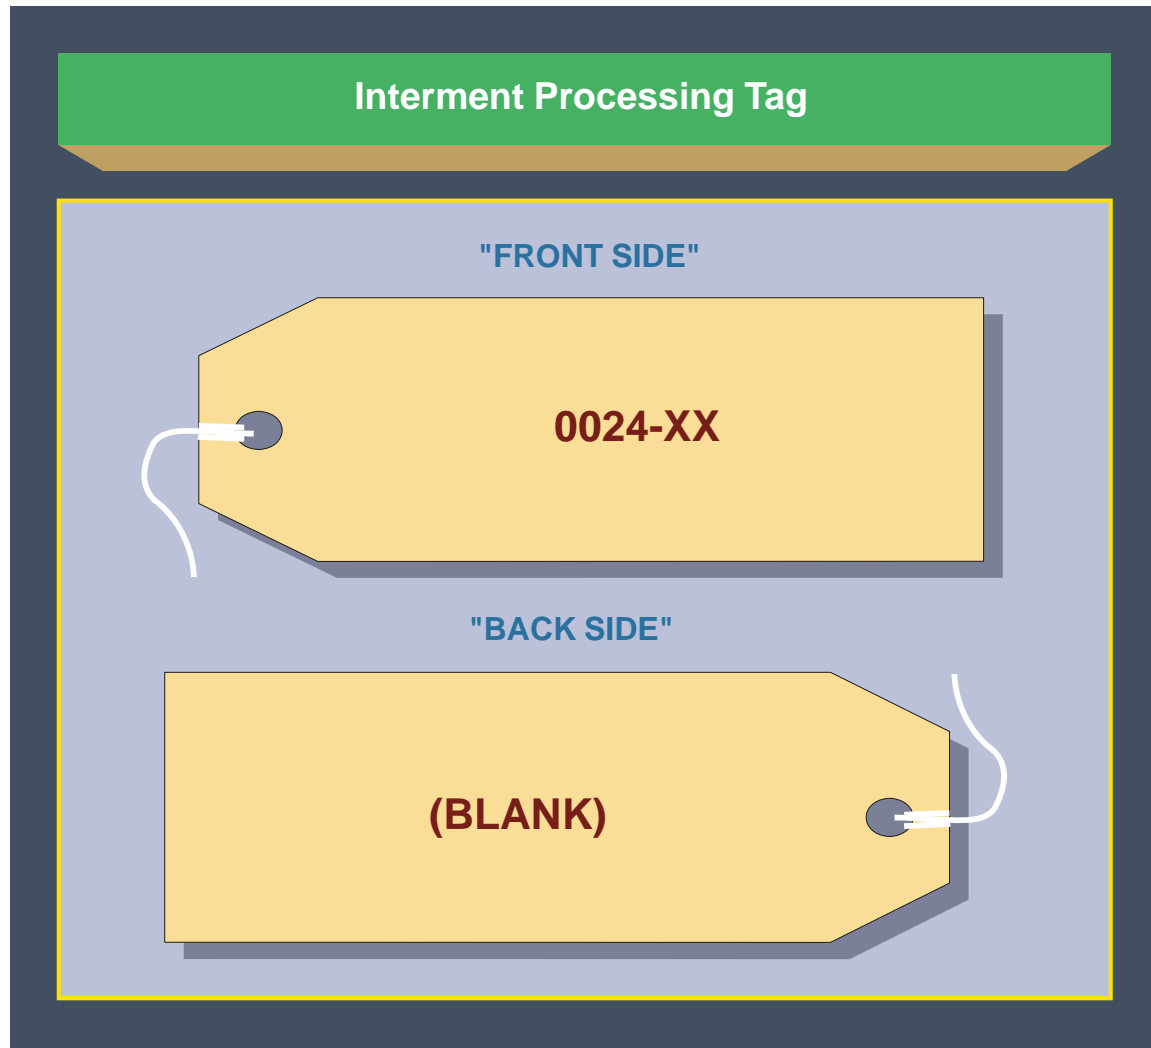 Interment Processing Tag
"FRONT SIDE"
0024-XX
"BACK SIDE"
(BLANK)